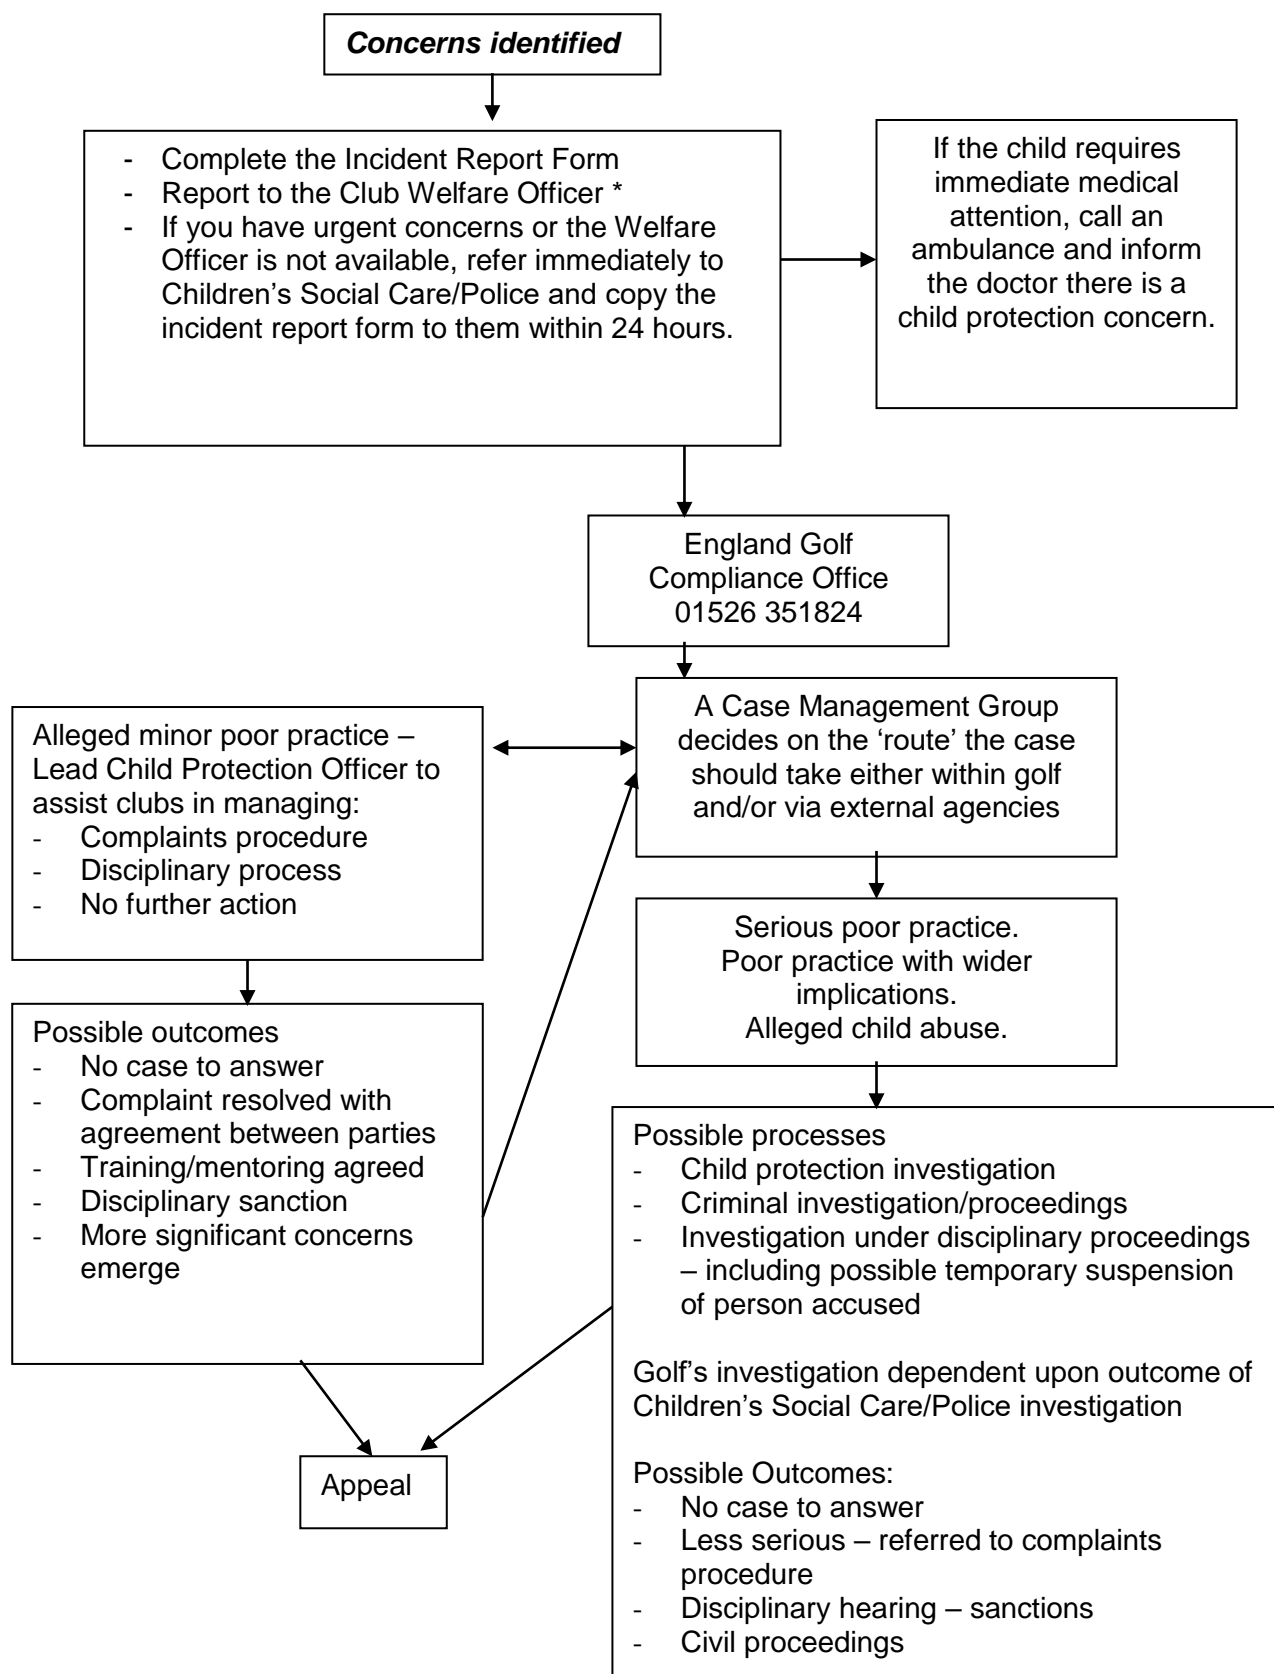 Concerns identified
- Complete the Incident Report Form
- Report to the Club Welfare Officer *
- If you have urgent concerns or the Welfare
Officer is not available, refer immediately to
Children’s Social Care/Police and copy the
incident report form to them within 24 hours.
If the child requires
immediate medical
attention, call an
ambulance and inform
the doctor there is a
child protection concern.
England Golf
Compliance Office
01526 351824
A Case Management Group
decides on the ‘route’ the case
should take either within golf
and/or via external agencies
Alleged minor poor practice –
Lead Child Protection Officer to
assist clubs in managing:
- Complaints procedure
- Disciplinary process
- No further action
Serious poor practice.
Poor practice with wider
implications.
Alleged child abuse.
Possible outcomes
- No case to answer
- Complaint resolved with
agreement between parties
- Training/mentoring agreed
- Disciplinary sanction
- More significant concerns
emerge
Possible processes
- Child protection investigation
- Criminal investigation/proceedings
- Investigation under disciplinary proceedings
– including possible temporary suspension
of person accused
Golf’s investigation dependent upon outcome of
Children’s Social Care/Police investigation
Possible Outcomes:
- No case to answer
- Less serious – referred to complaints
procedure
- Disciplinary hearing – sanctions
- Civil proceedings
Appeal